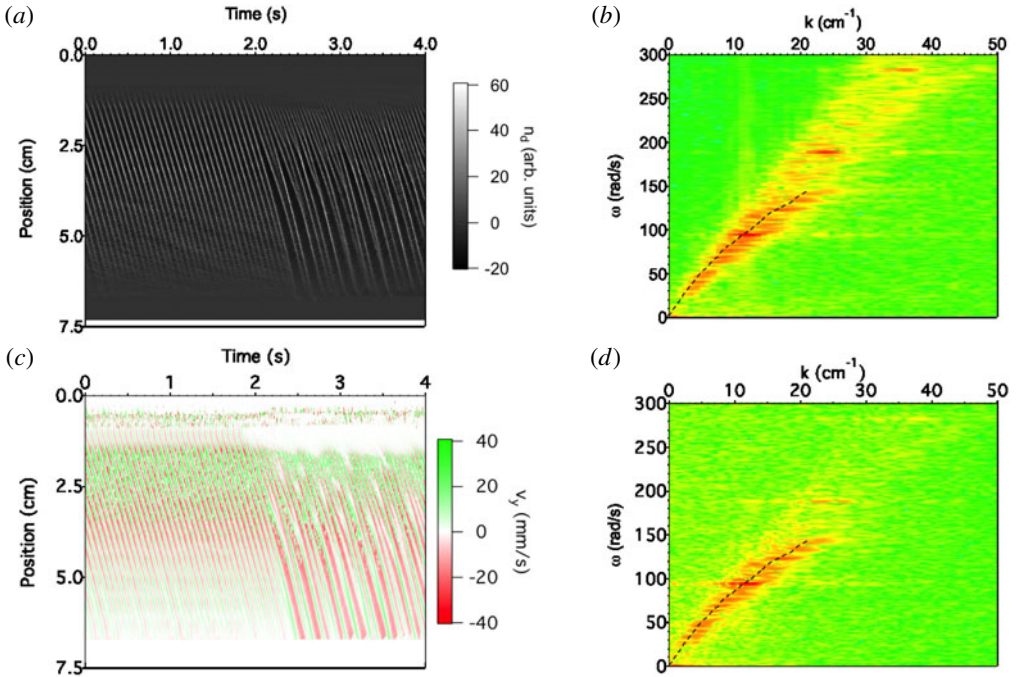 (a)
Time (s)
0.0 1.0 2.0 3.0 4.0
Position (cm)
0.0
2.5
5.0
7.5
60
40
20
0
-20
n_d (arb. units)
(b)
k (cm⁻¹)
0 10 20 30 40 50
ω (rad/s)
300
250
200
150
100
50
0
(c)
Time (s)
0 1 2 3 4
Position (cm)
0.0
2.5
5.0
7.5
40
20
0
-20
-40
v_y (mm/s)
(d)
k (cm⁻¹)
0 10 20 30 40 50
ω (rad/s)
300
250
200
150
100
50
0